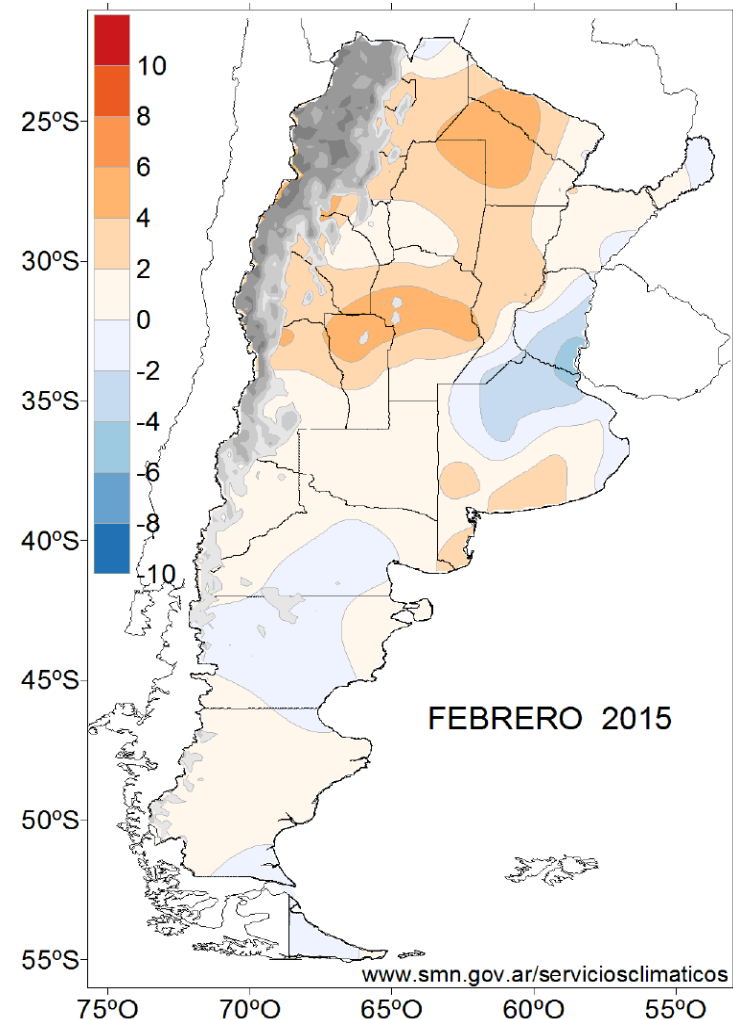 10
8
6
4
2
0
-2
-4
-6
-8
-10
25ºS
30ºS
35ºS
40ºS
45ºS
50ºS
55ºS
FEBRERO 2015
www.smn.gov.ar/serviciosclimaticos
75ºO 70ºO 65ºO 60ºO 55ºO